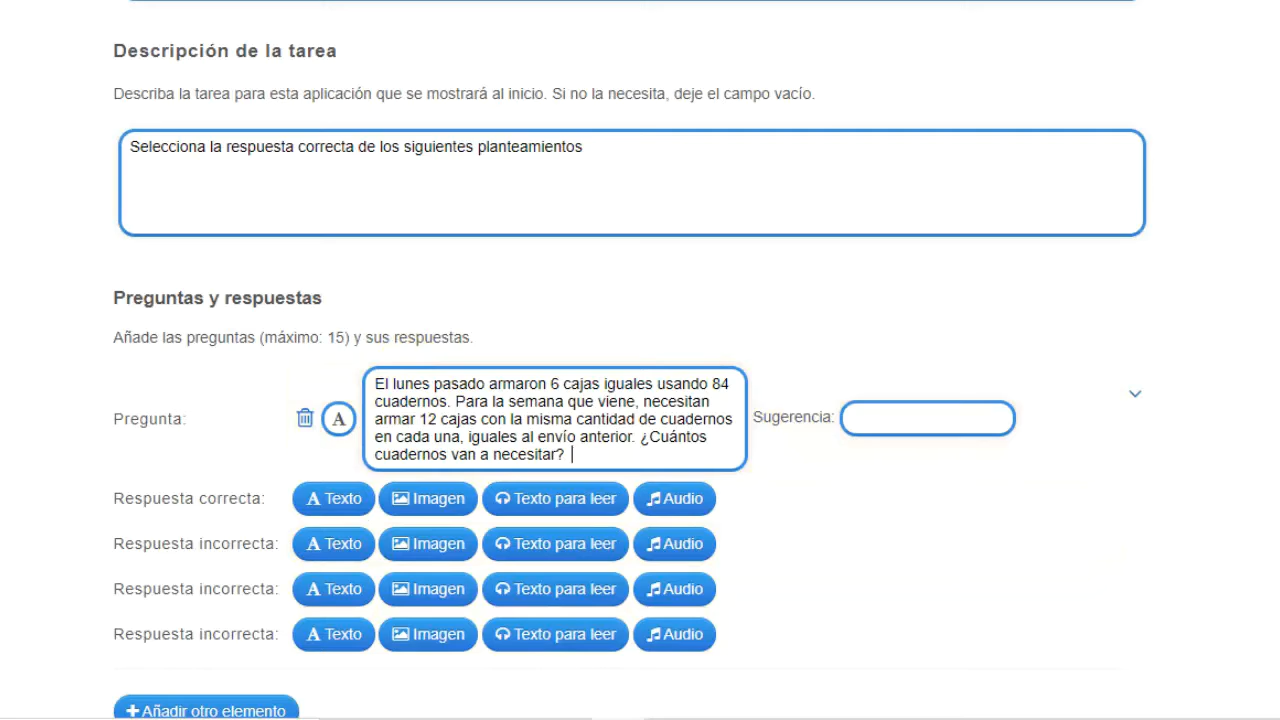 Descripción de la tarea
Describa la tarea para esta aplicación que se mostrará al inicio. Si no la necesita, deje el campo vacío.
Selecciona la respuesta correcta de los siguientes planteamientos
Preguntas y respuestas
Añade las preguntas (máximo: 15) y sus respuestas.
Pregunta:
A
El lunes pasado armaron 6 cajas iguales usando 84
cuadernos. Para la semana que viene, necesitan
armar 12 cajas con la misma cantidad de cuadernos
en cada una, iguales al envío anterior. ¿Cuántos
cuadernos van a necesitar?
Sugerencia:
Respuesta correcta: A Texto Imagen Texto para leer Audio
Respuesta incorrecta: A Texto Imagen Texto para leer Audio
Respuesta incorrecta: A Texto Imagen Texto para leer Audio
Respuesta incorrecta: A Texto Imagen Texto para leer Audio
+ Añadir otro elemento